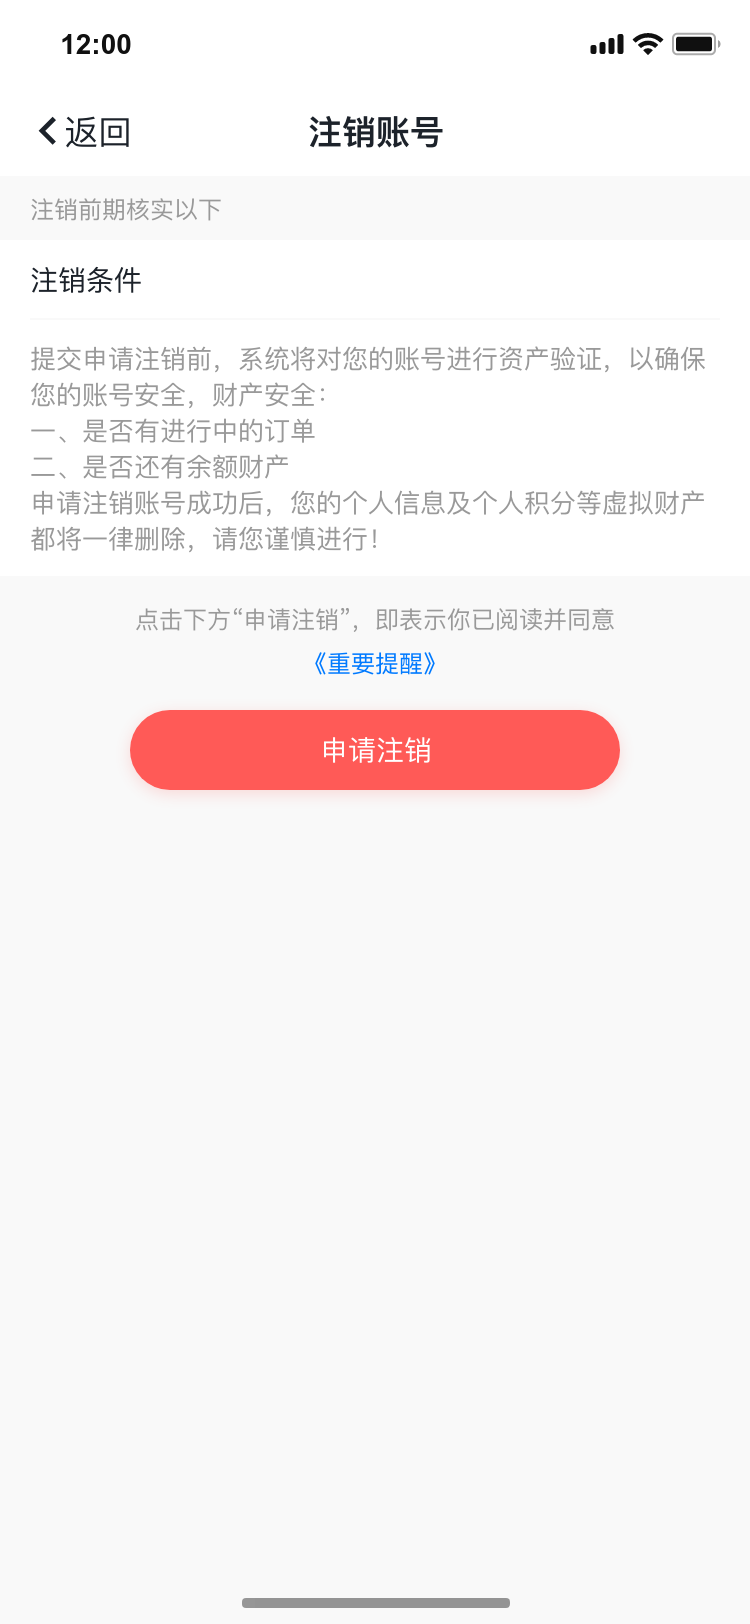 12:00
返回
注销账号
注销前期核实以下
注销条件
提交申请注销前，系统将对您的账号进行资产验证，以确保
您的账号安全，财产安全：
一、是否有进行中的订单
二、是否还有余额财产
申请注销账号成功后，您的个人信息及个人积分等虚拟财产
都将一律删除，请您谨慎进行！
点击下方“申请注销”，即表示你已阅读并同意
《重要提醒》
申请注销